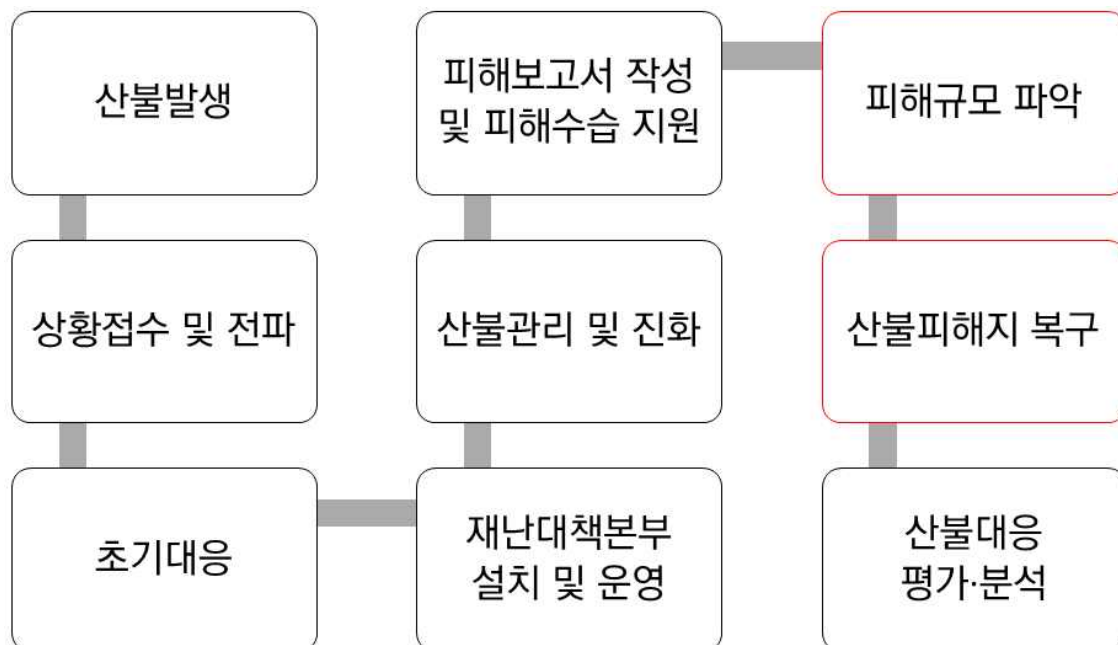 산불발생
상황접수 및 전파
초기대응
재난대책본부
설치 및 운영
산불관리 및 진화
피해보고서 작성
및 피해수습 지원
피해규모 파악
산불피해지 복구
산불대응
평가·분석